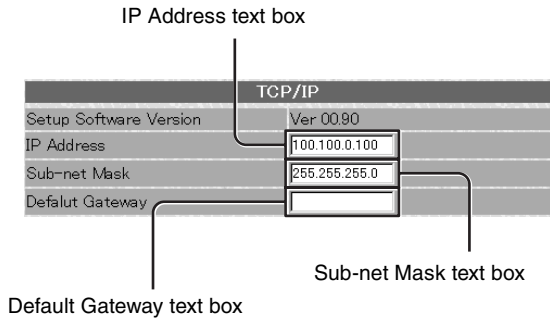 IP Address text box
TCP/IP
Setup Software Version Ver 00.90
IP Address 100.100.0.100
Sub-net Mask 255.255.255.0
Defalut Gateway
Sub-net Mask text box
Default Gateway text box